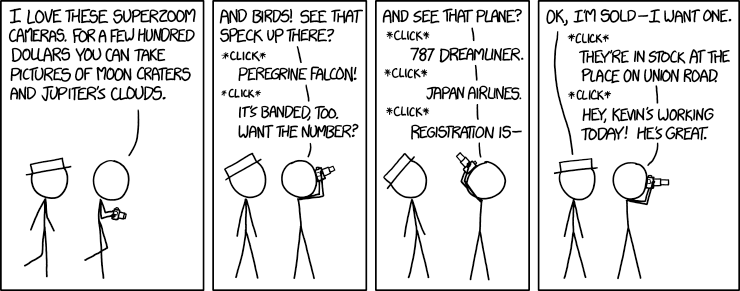 I LOVE THESE SUPERZOOM
CAMERAS. FOR A FEW HUNDRED
DOLLARS YOU CAN TAKE
PICTURES OF MOON CRATERS
AND JUPITER'S CLOUDS.
AND BIRDS! SEE THAT
SPECK UP THERE?
*CLICK*
PEREGRINE FALCON!
*CLICK*
IT'S BANDED, TOO.
WANT THE NUMBER?
AND SEE THAT PLANE?
*CLICK*
787 DREAMLINER.
*CLICK*
JAPAN AIRLINES.
*CLICK*
REGISTRATION IS—
OK, I'M SOLD—I WANT ONE.
*CLICK*
THEY'RE IN STOCK AT THE
PLACE ON UNION ROAD.
*CLICK*
HEY, KEVIN'S WORKING
TODAY! HE'S GREAT.